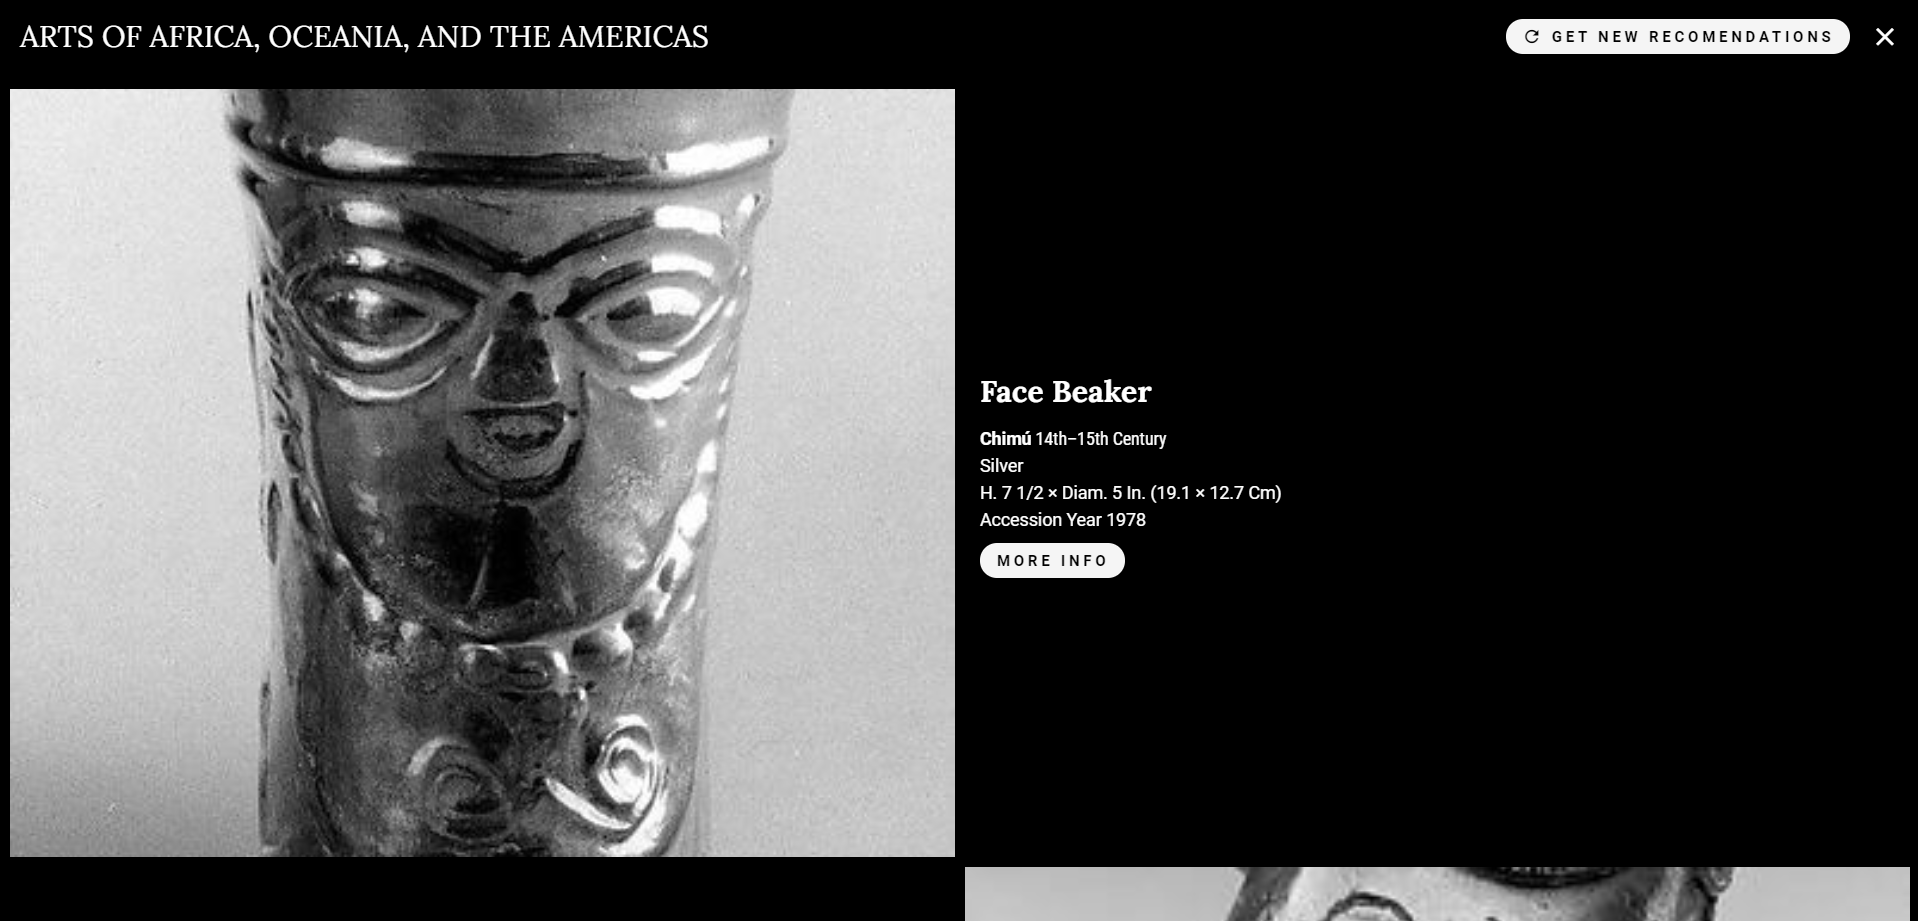 ARTS OF AFRICA, OCEANIA, AND THE AMERICAS
GET NEW RECOMENDATIONS
Face Beaker
Chimú 14th–15th Century
Silver
H. 7 1/2 × Diam. 5 In. (19.1 × 12.7 Cm)
Accession Year 1978
MORE INFO